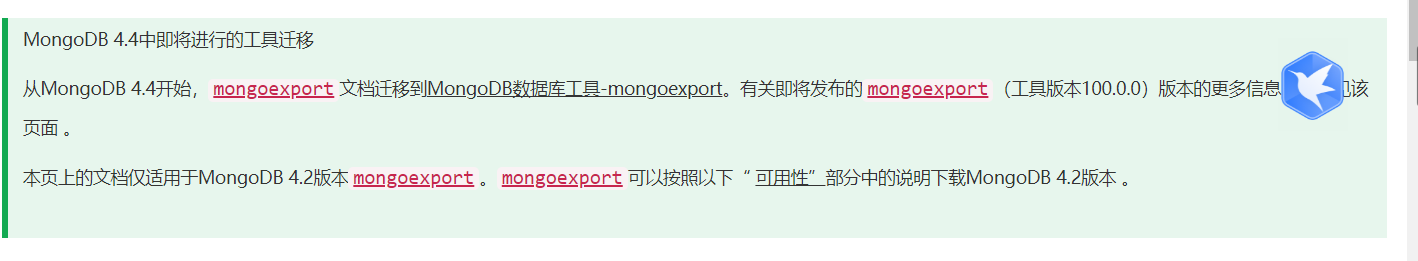 MongoDB 4.4中即将进行的工具迁移
从MongoDB 4.4开始， mongoexport 文档迁移到MongoDB数据库工具-mongoexport。有关即将发布的 mongoexport （工具版本100.0.0）版本的更多信息 见该
页面 。
本页上的文档仅适用于MongoDB 4.2版本 mongoexport 。 mongoexport 可以按照以下“ 可用性” 部分中的说明下载MongoDB 4.2版本 。